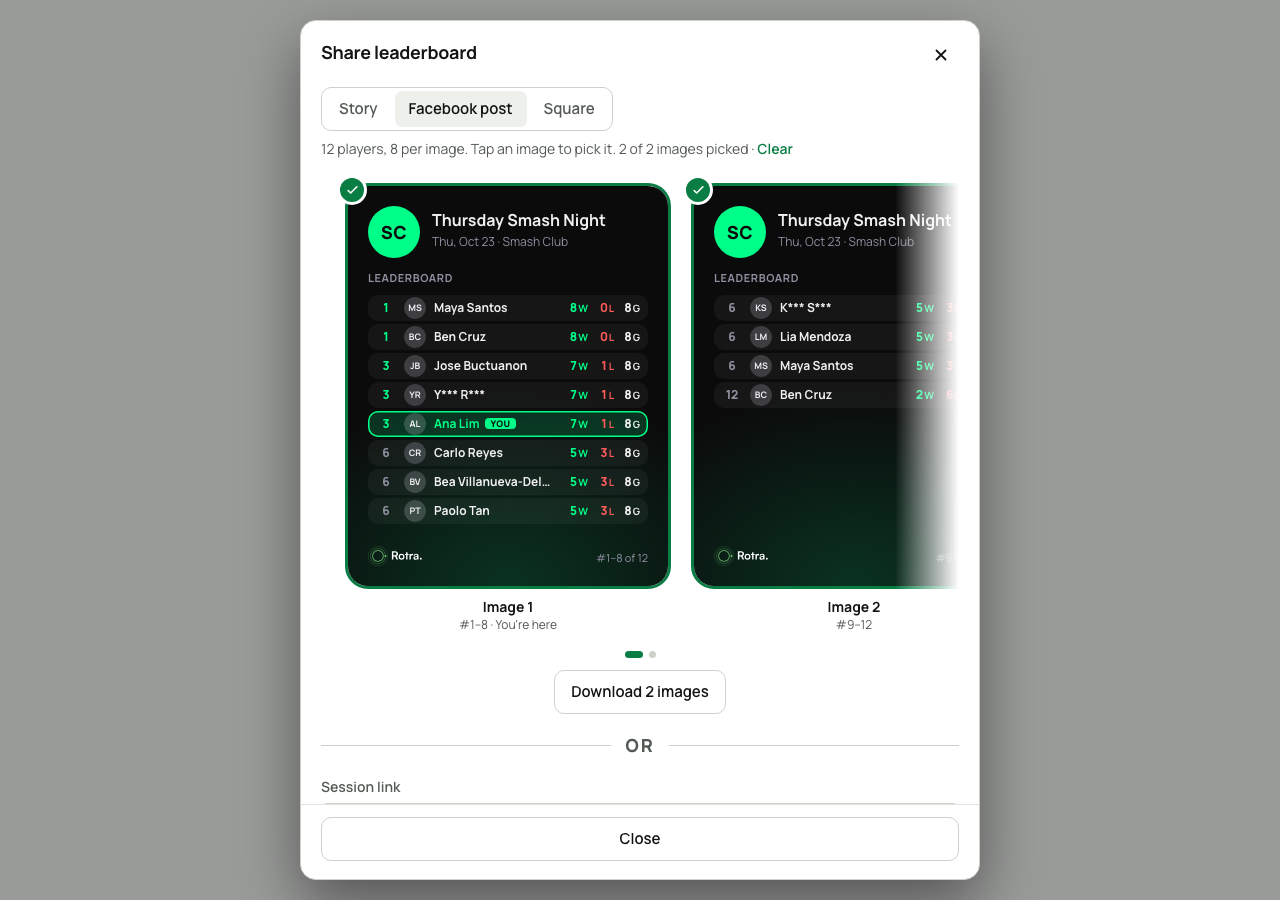 Share leaderboard
Story Facebook post Square
12 players, 8 per image. Tap an image to pick it. 2 of 2 images picked · Clear
SC
Thursday Smash Night
Thu, Oct 23 · Smash Club
LEADERBOARD
1 MS Maya Santos 8W 0L 8G
1 BC Ben Cruz 8W 0L 8G
3 JB Jose Buctuanon 7W 1L 8G
3 YR Y*** R*** 7W 1L 8G
3 AL Ana Lim YOU 7W 1L 8G
6 CR Carlo Reyes 5W 3L 8G
6 BV Bea Villanueva-Del… 5W 3L 8G
6 PT Paolo Tan 5W 3L 8G
Rotra. #1–8 of 12
Image 1
#1–8 · You're here
SC
Thursday Smash Night
Thu, Oct 23 · Smash Club
LEADERBOARD
6 KS K*** S*** 5W 3
6 LM Lia Mendoza 5W 3
6 MS Maya Santos 5W 3
12 BC Ben Cruz 2W 6
Rotra. #9
Image 2
#9–12
Download 2 images
OR
Session link
Close